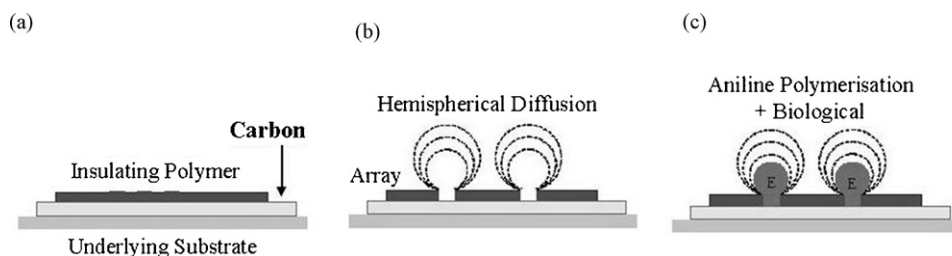 (a)
Carbon
Insulating Polymer
Underlying Substrate
(b)
Hemispherical Diffusion
Array
(c)
Aniline Polymerisation
+ Biological
E
E